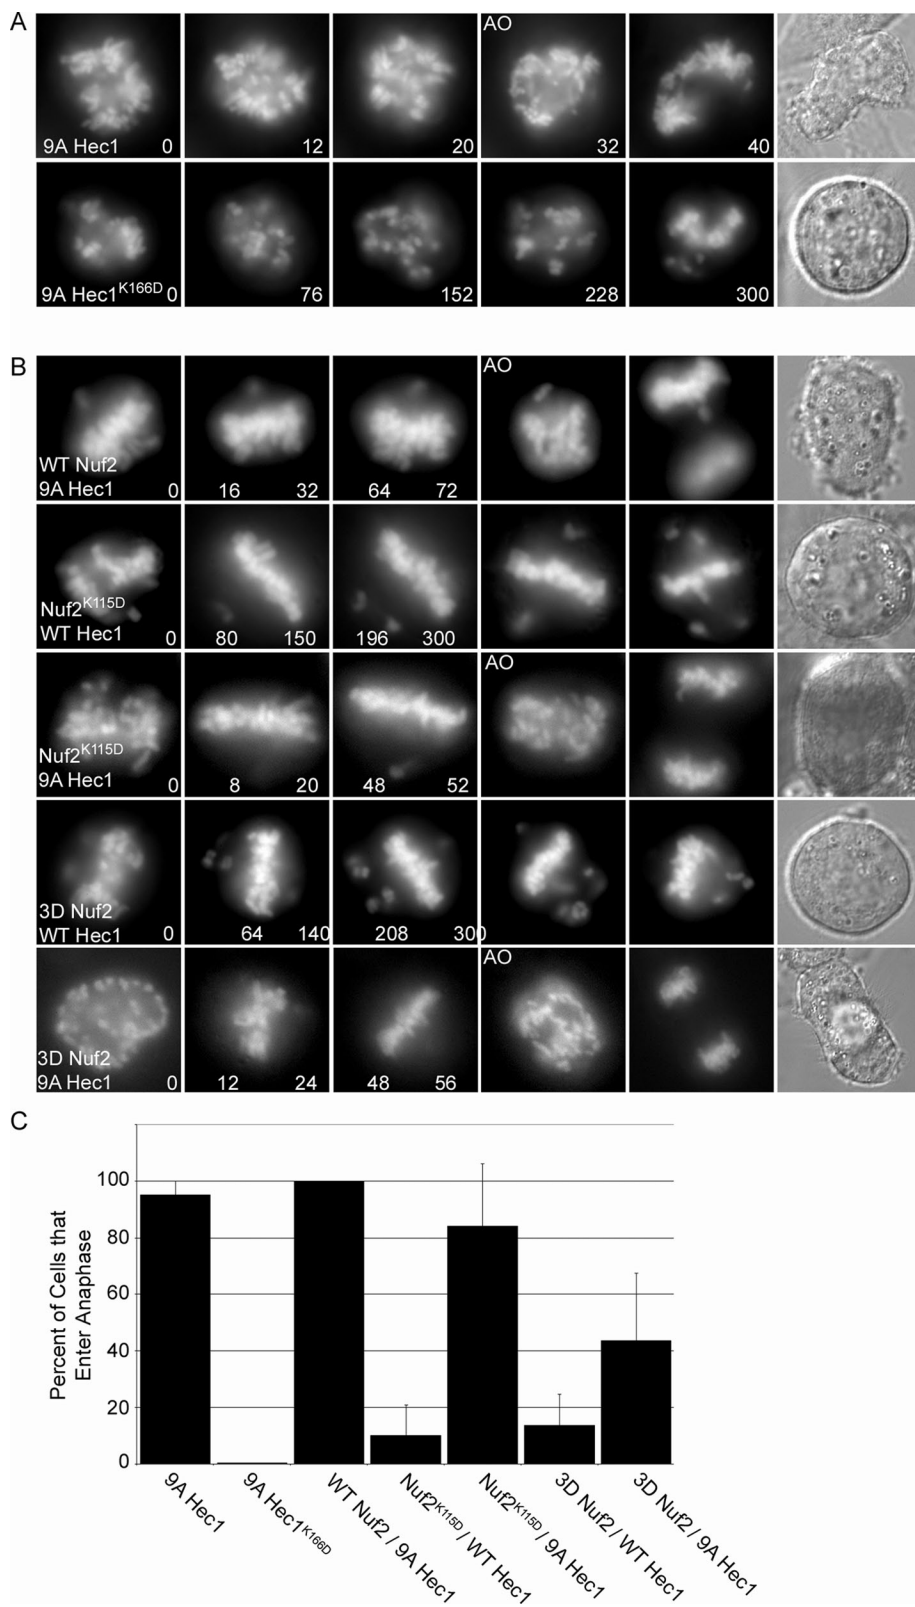 A
AO
9A Hec1 0 12 20 32 40
9A Hec1K166D 0 76 152 228 300
B
AO
WT Nuf2
9A Hec1 0 16 32 64 72
Nuf2K115D
WT Hec1 0 80 150 196 300
AO
Nuf2K115D
9A Hec1 0 8 20 48 52
3D Nuf2
WT Hec1 0 64 140 208 300
AO
3D Nuf2
9A Hec1 0 12 24 48 56
C
Percent of Cells that
Enter Anaphase
100
80
60
40
20
0
9A Hec1
9A Hec1K166D
WT Nuf2 / 9A Hec1
Nuf2K115D / WT Hec1
Nuf2K115D / 9A Hec1
3D Nuf2 / WT Hec1
3D Nuf2 / 9A Hec1